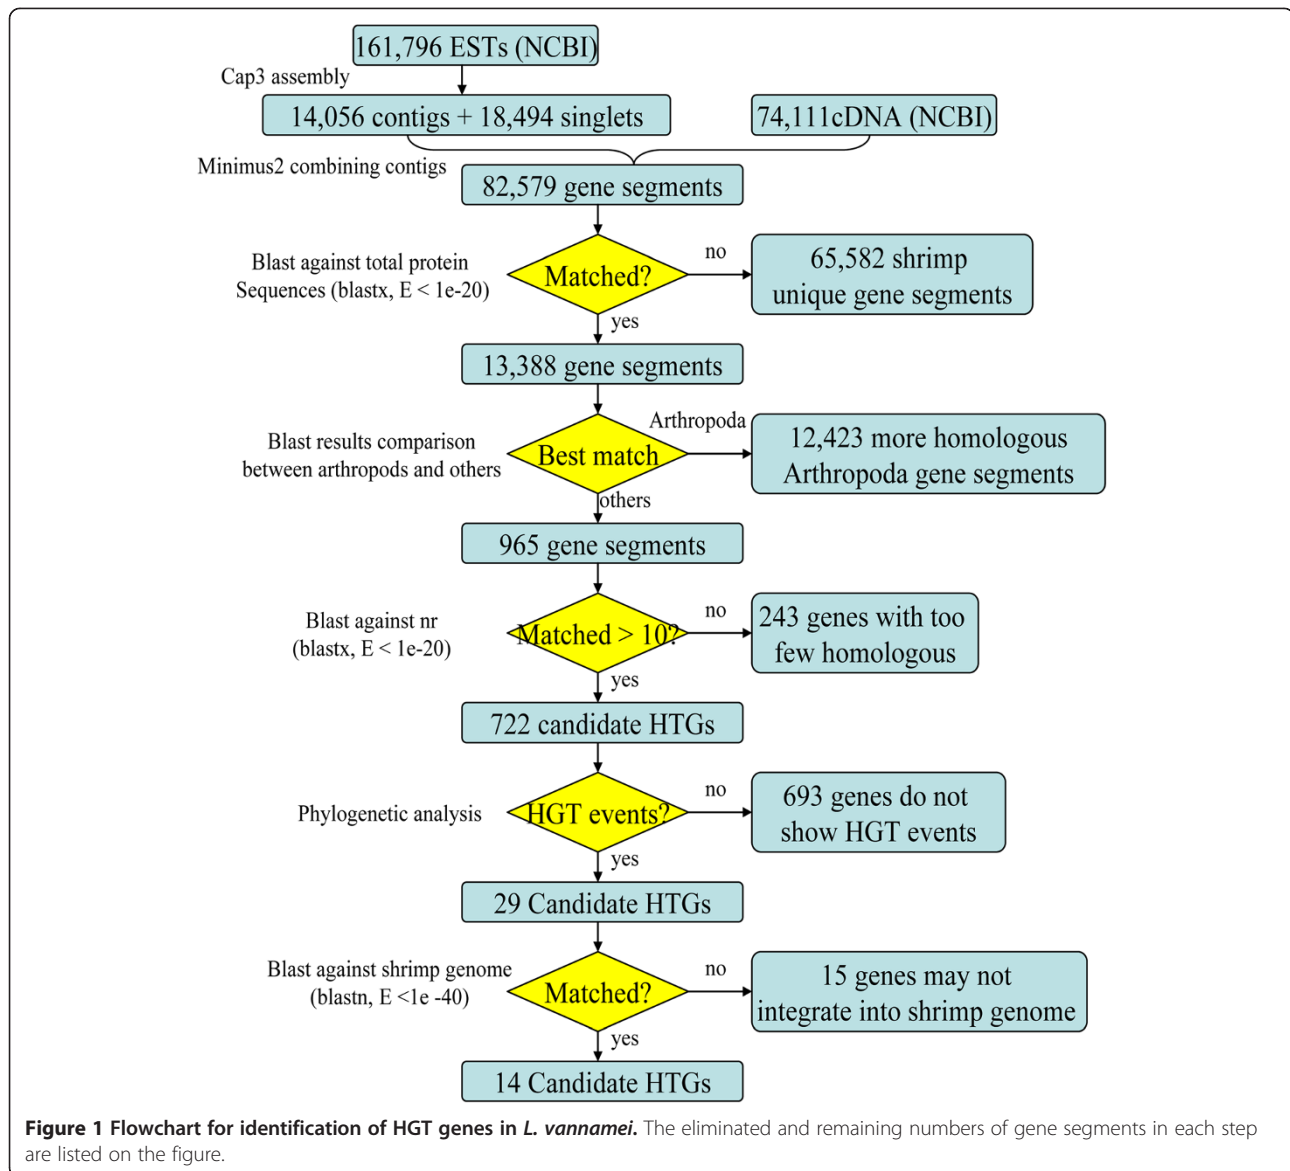 161,796 ESTs (NCBI)
Cap3 assembly
14,056 contigs + 18,494 singlets
74,111cDNA (NCBI)
Minimus2 combining contigs
82,579 gene segments
Blast against total protein
Sequences (blastx, E < 1e-20)
Matched?
no
65,582 shrimp
unique gene segments
yes
13,388 gene segments
Blast results comparison
between arthropods and others
Best match
Arthropoda
12,423 more homologous
Arthropoda gene segments
others
965 gene segments
Blast against nr
(blastx, E < 1e-20)
Matched > 10?
no
243 genes with too
few homologous
yes
722 candidate HTGs
Phylogenetic analysis
HGT events?
no
693 genes do not
show HGT events
yes
29 Candidate HTGs
Blast against shrimp genome
(blastn, E <1e -40)
Matched?
no
15 genes may not
integrate into shrimp genome
yes
14 Candidate HTGs
Figure 1 Flowchart for identification of HGT genes in L. vannamei. The eliminated and remaining numbers of gene segments in each step
are listed on the figure.